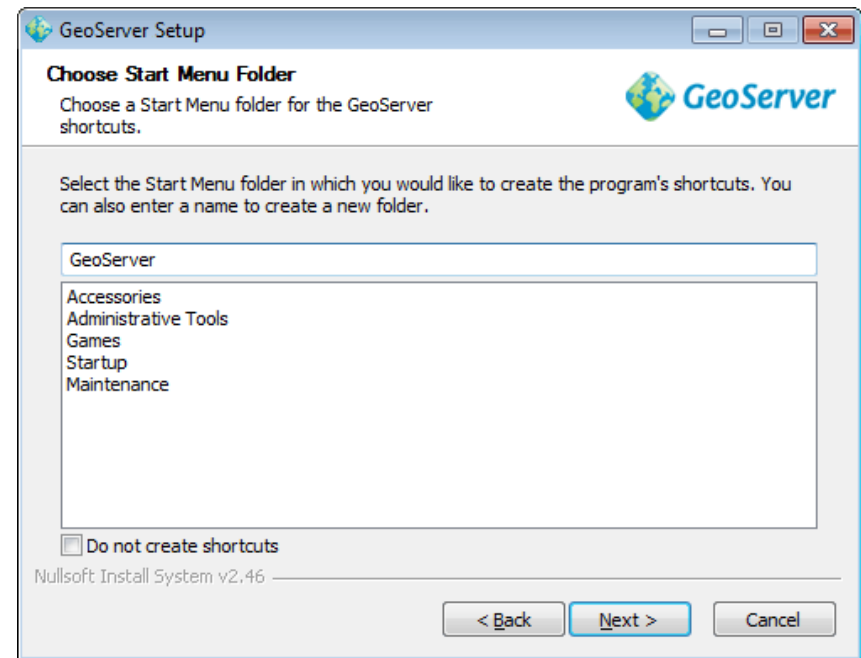 GeoServer Setup
Choose Start Menu Folder
Choose a Start Menu folder for the GeoServer
shortcuts.
GeoServer
Select the Start Menu folder in which you would like to create the program's shortcuts. You
can also enter a name to create a new folder.
GeoServer
Accessories
Administrative Tools
Games
Startup
Maintenance
Do not create shortcuts
Nullsoft Install System v2.46
< Back
Next >
Cancel